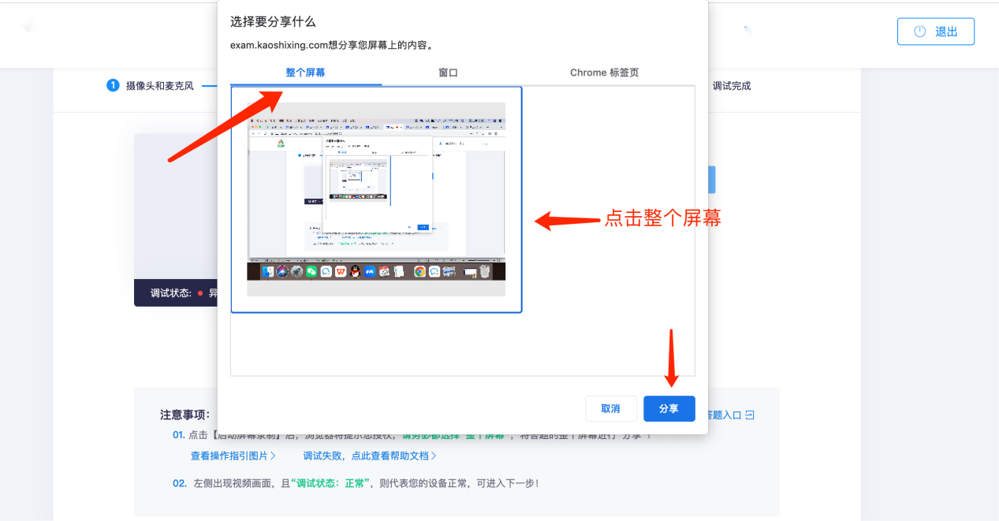 选择要分享什么
exam.kaoshixing.com想分享您屏幕上的内容。
整个屏幕
窗口
Chrome 标签页
退出
1 摄像头和麦克风
调试完成
点击整个屏幕
调试状态: 异
取消
分享
注意事项:
答题入口
01. 点击【启动屏幕录制】后，浏览器将提示您授权，请务必都选择“整个屏幕”，将答题的整个屏幕进行“分享”！
查看操作指引图片
调试失败，点此查看帮助文档
02. 左侧出现视频画面，且“调试状态：正常”，则代表您的设备正常，可进入下一步！